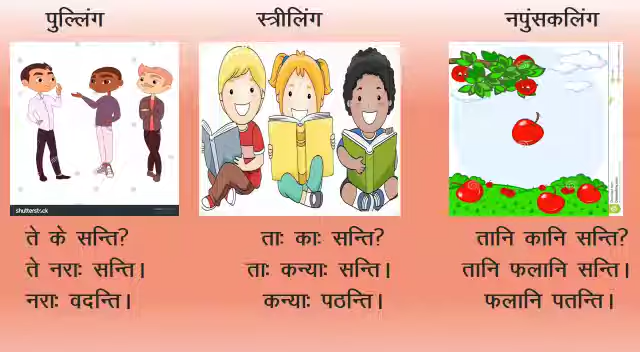 पुल्लिंग
स्त्रीलिंग
नपुंसकलिंग
shutterstock
ते के सन्ति?
ते नराः सन्ति।
नराः वदन्ति।
ताः काः सन्ति?
ताः कन्याः सन्ति।
कन्याः पठन्ति।
तानि कानि सन्ति?
तानि फलानि सन्ति।
फलानि पतन्ति।